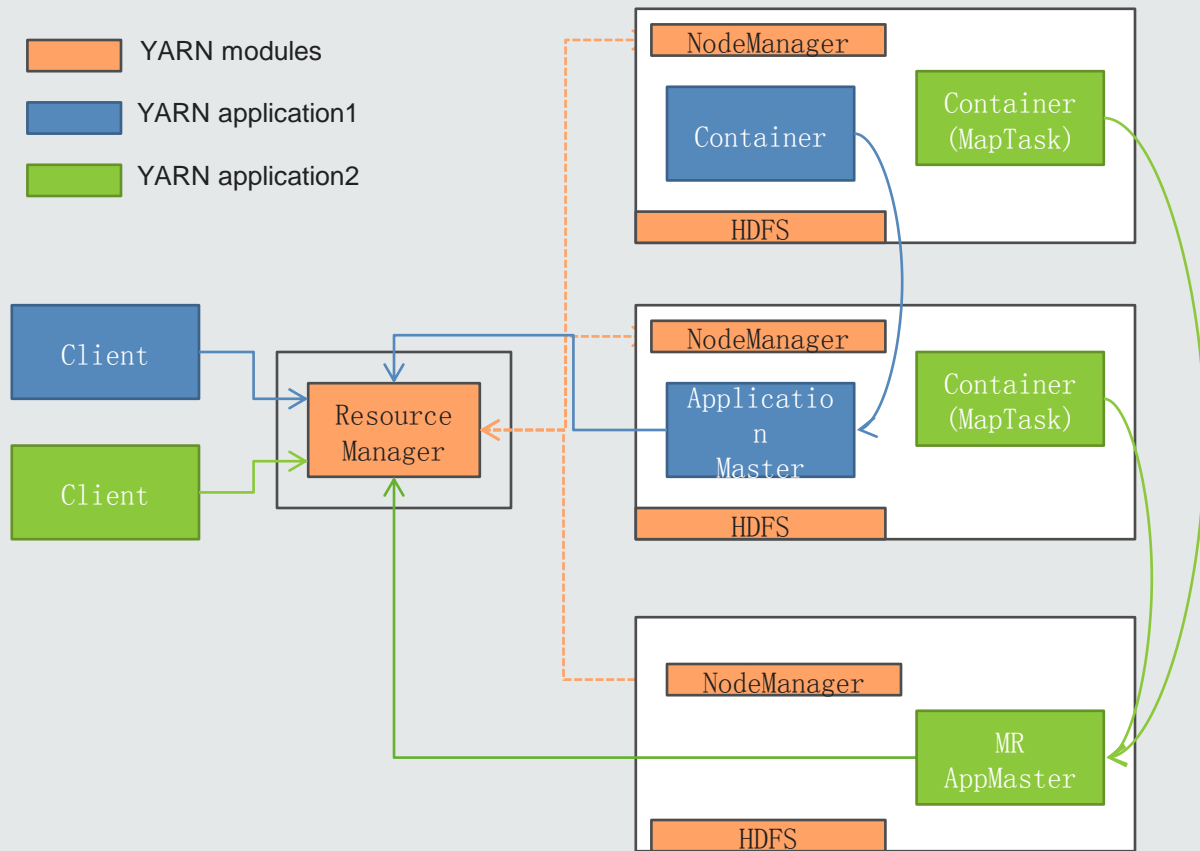 YARN modules
YARN application1
YARN application2
NodeManager
Container
Container
(MapTask)
HDFS
Client
Client
Resource
Manager
NodeManager
Applicatio
n
Master
Container
(MapTask)
HDFS
NodeManager
MR
AppMaster
HDFS